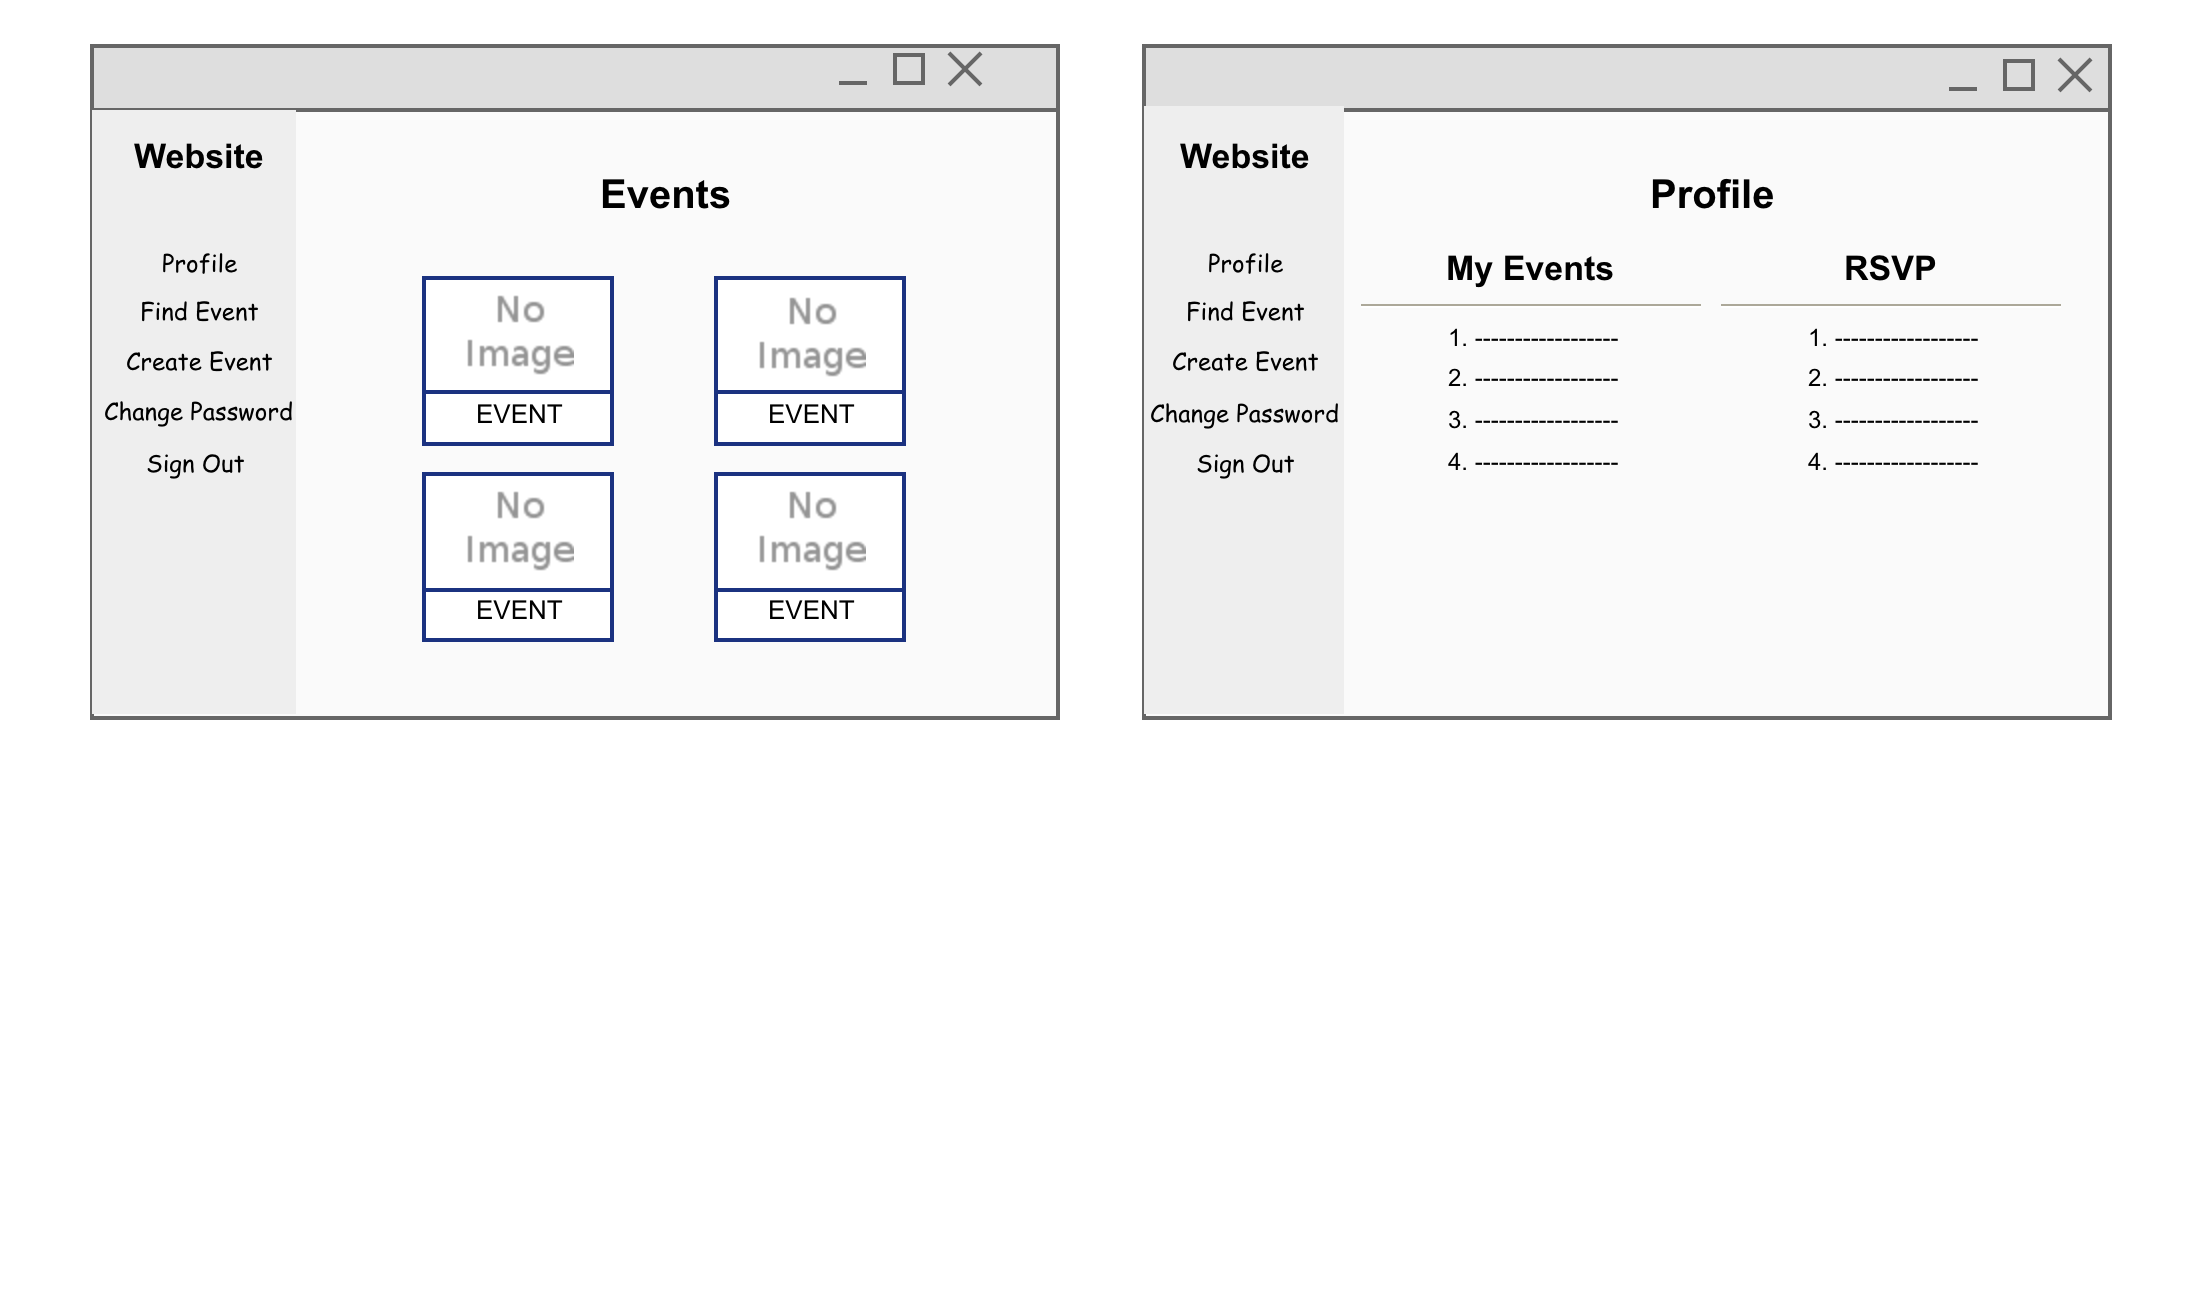 Website
Profile
Find Event
Create Event
Change Password
Sign Out
Events
No
Image
EVENT
No
Image
EVENT
No
Image
EVENT
No
Image
EVENT
Website
Profile
Find Event
Create Event
Change Password
Sign Out
Profile
My Events
1. ------------------
2. ------------------
3. ------------------
4. ------------------
RSVP
1. ------------------
2. ------------------
3. ------------------
4. ------------------